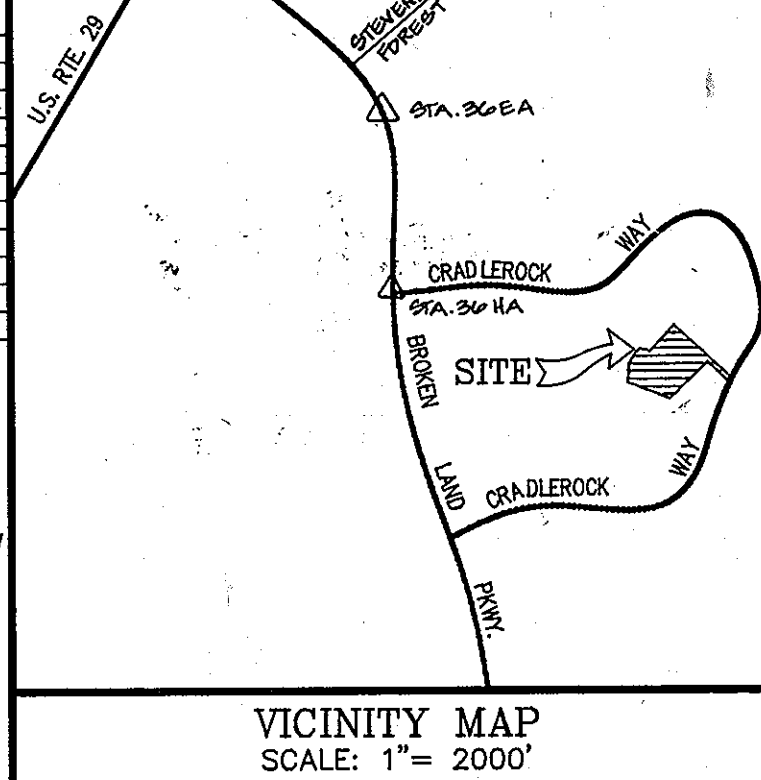 U.S. RTE. 29
FOREST
STA. 36EA
CRADLEROCK WAY
STA. 36HA
BROKEN LAND PKWY.
SITE
CRADLEROCK WAY
VICINITY MAP
SCALE: 1"= 2000'